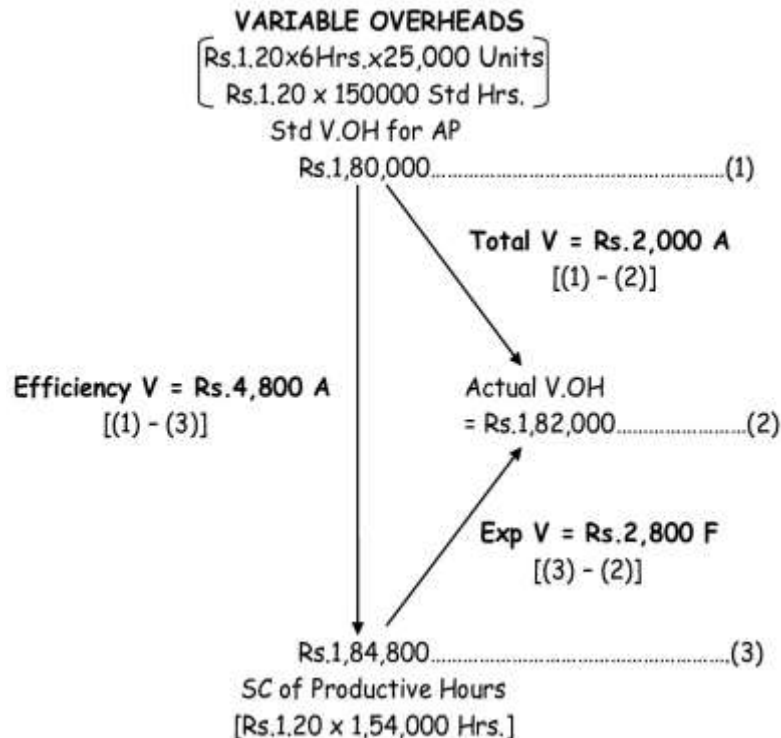 VARIABLE OVERHEADS
Rs.1.20x6Hrs.x25,000 Units
Rs.1.20 x 150000 Std Hrs.
Std V.OH for AP
Rs.1,80,000..........................................................(1)
Total V = Rs.2,000 A
[(1) – (2)]
Efficiency V = Rs.4,800 A
[(1) – (3)]
Actual V.OH
= Rs.1,82,000.........................(2)
Exp V = Rs.2,800 F
[(3) – (2)]
Rs.1,84,800..........................................................(3)
SC of Productive Hours
[Rs.1.20 x 1,54,000 Hrs.]